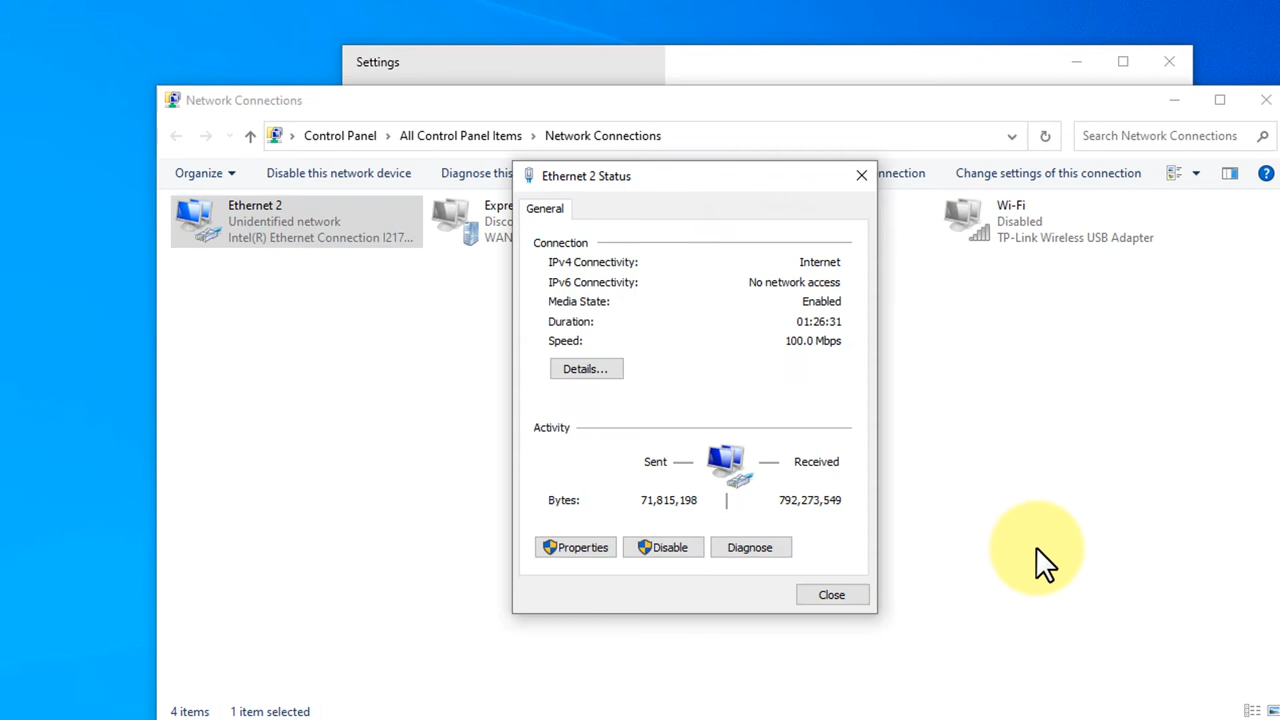 Settings
Network Connections
Control Panel > All Control Panel Items > Network Connections
Search Network Connections
Organize
Disable this network device
Diagnose this
nnection
Change settings of this connection
Ethernet 2
Unidentified network
Intel(R) Ethernet Connection I217...
Expre
Disco
WAN
Wi-Fi
Disabled
TP-Link Wireless USB Adapter
Ethernet 2 Status
General
Connection
IPv4 Connectivity: Internet
IPv6 Connectivity: No network access
Media State: Enabled
Duration: 01:26:31
Speed: 100.0 Mbps
Details...
Activity
Sent — Received
Bytes: 71,815,198 | 792,273,549
Properties
Disable
Diagnose
Close
4 items 1 item selected